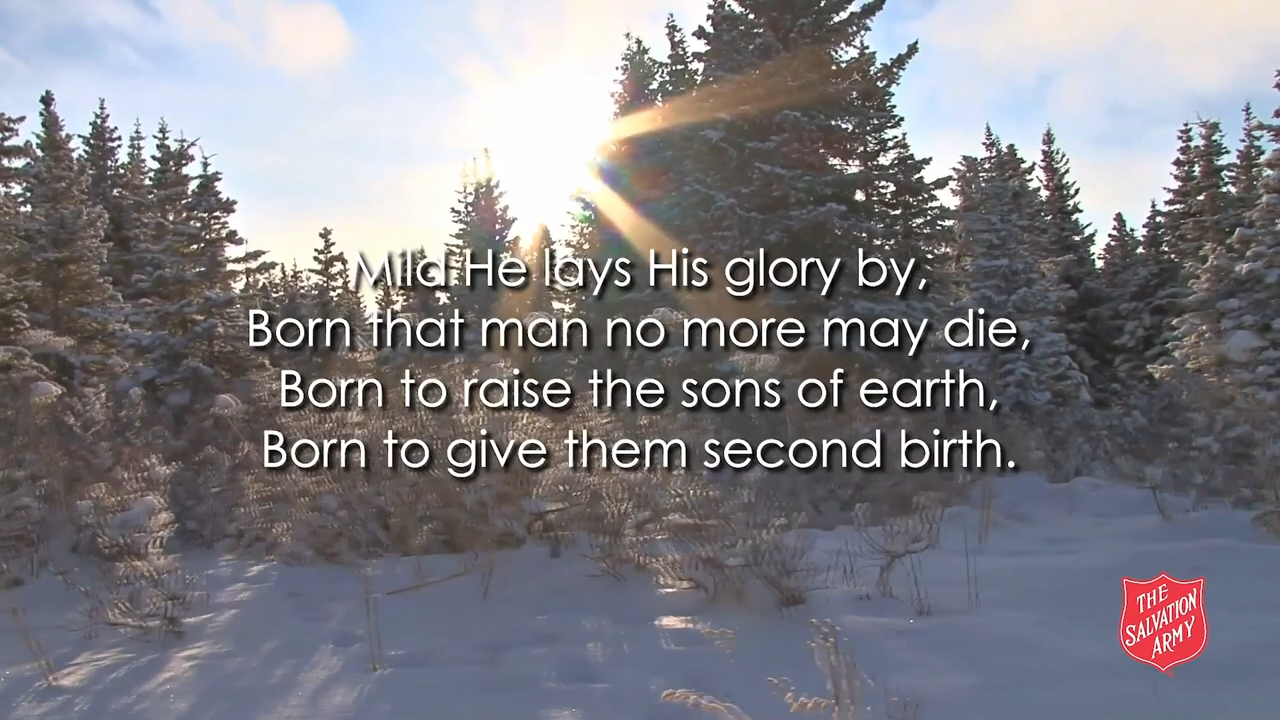 Mild He lays His glory by,
Born that man no more may die,
Born to raise the sons of earth,
Born to give them second birth.
THE
SALVATION
ARMY